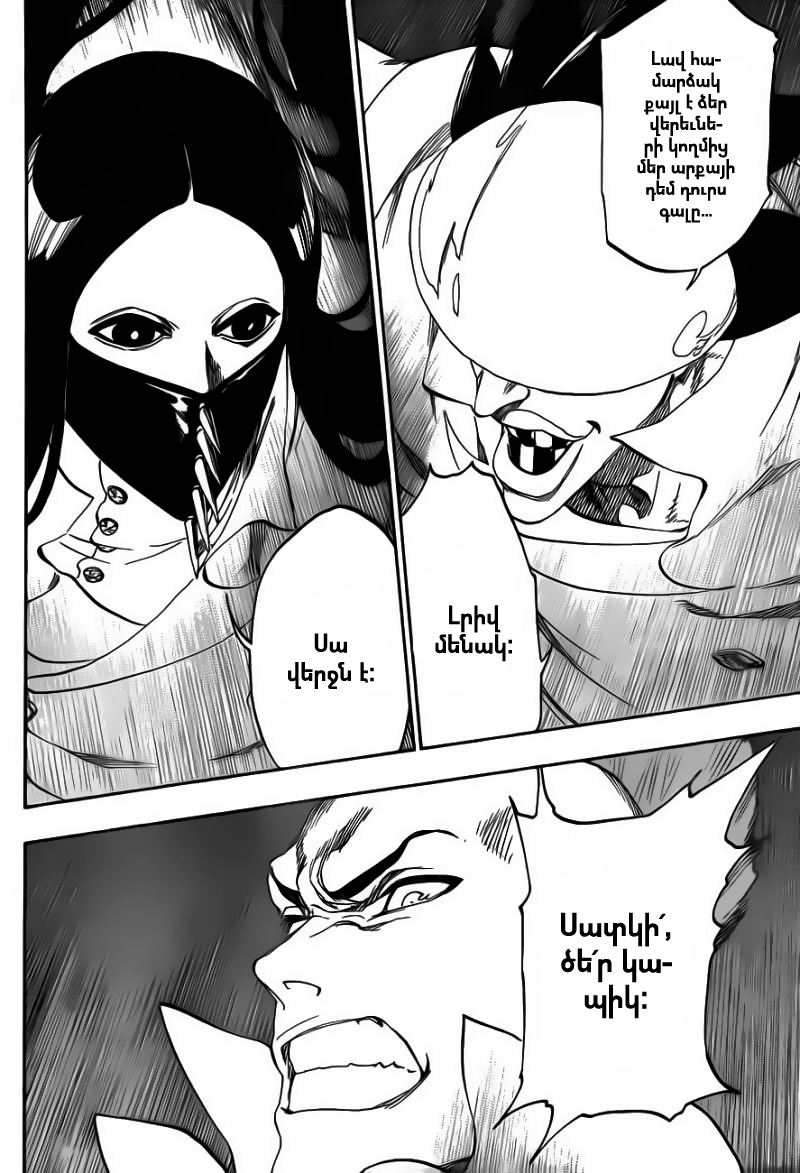 Լավ հա-
մարձակ
քայլ է ձեր
վերեւնե-
րի կողմից
մեր արքայի
դեմ դուրս
գալը...
Լրիվ
մենակ:
Սա
վերջն է:
Սատկի՛,
ծե՛ր կա-
պիկ: